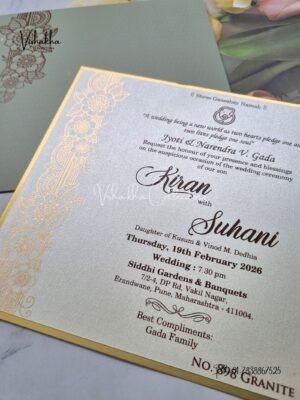 Vishakha
|| Shree Ganeshay Namah ||
"A wedding being a new world as two hearts pledge one and
two lives pledge one soul"
Jyoti & Narendra V. Gada
Request the honour of your presence and blessings
on the auspicious occasion of the wedding ceremony
of our son
Kiran
with
Suhani
Daughter of Kusum & Vinod M. Dedhia
Thursday, 19th February 2026
Wedding : 7.30 pm
Siddhi Gardens & Banquets
7/2-4, DP Rd, Vakil Nagar,
Erandwane, Pune, Maharashtra - 411004.
Best Compliments:
Gada Family
No. 898 Granite